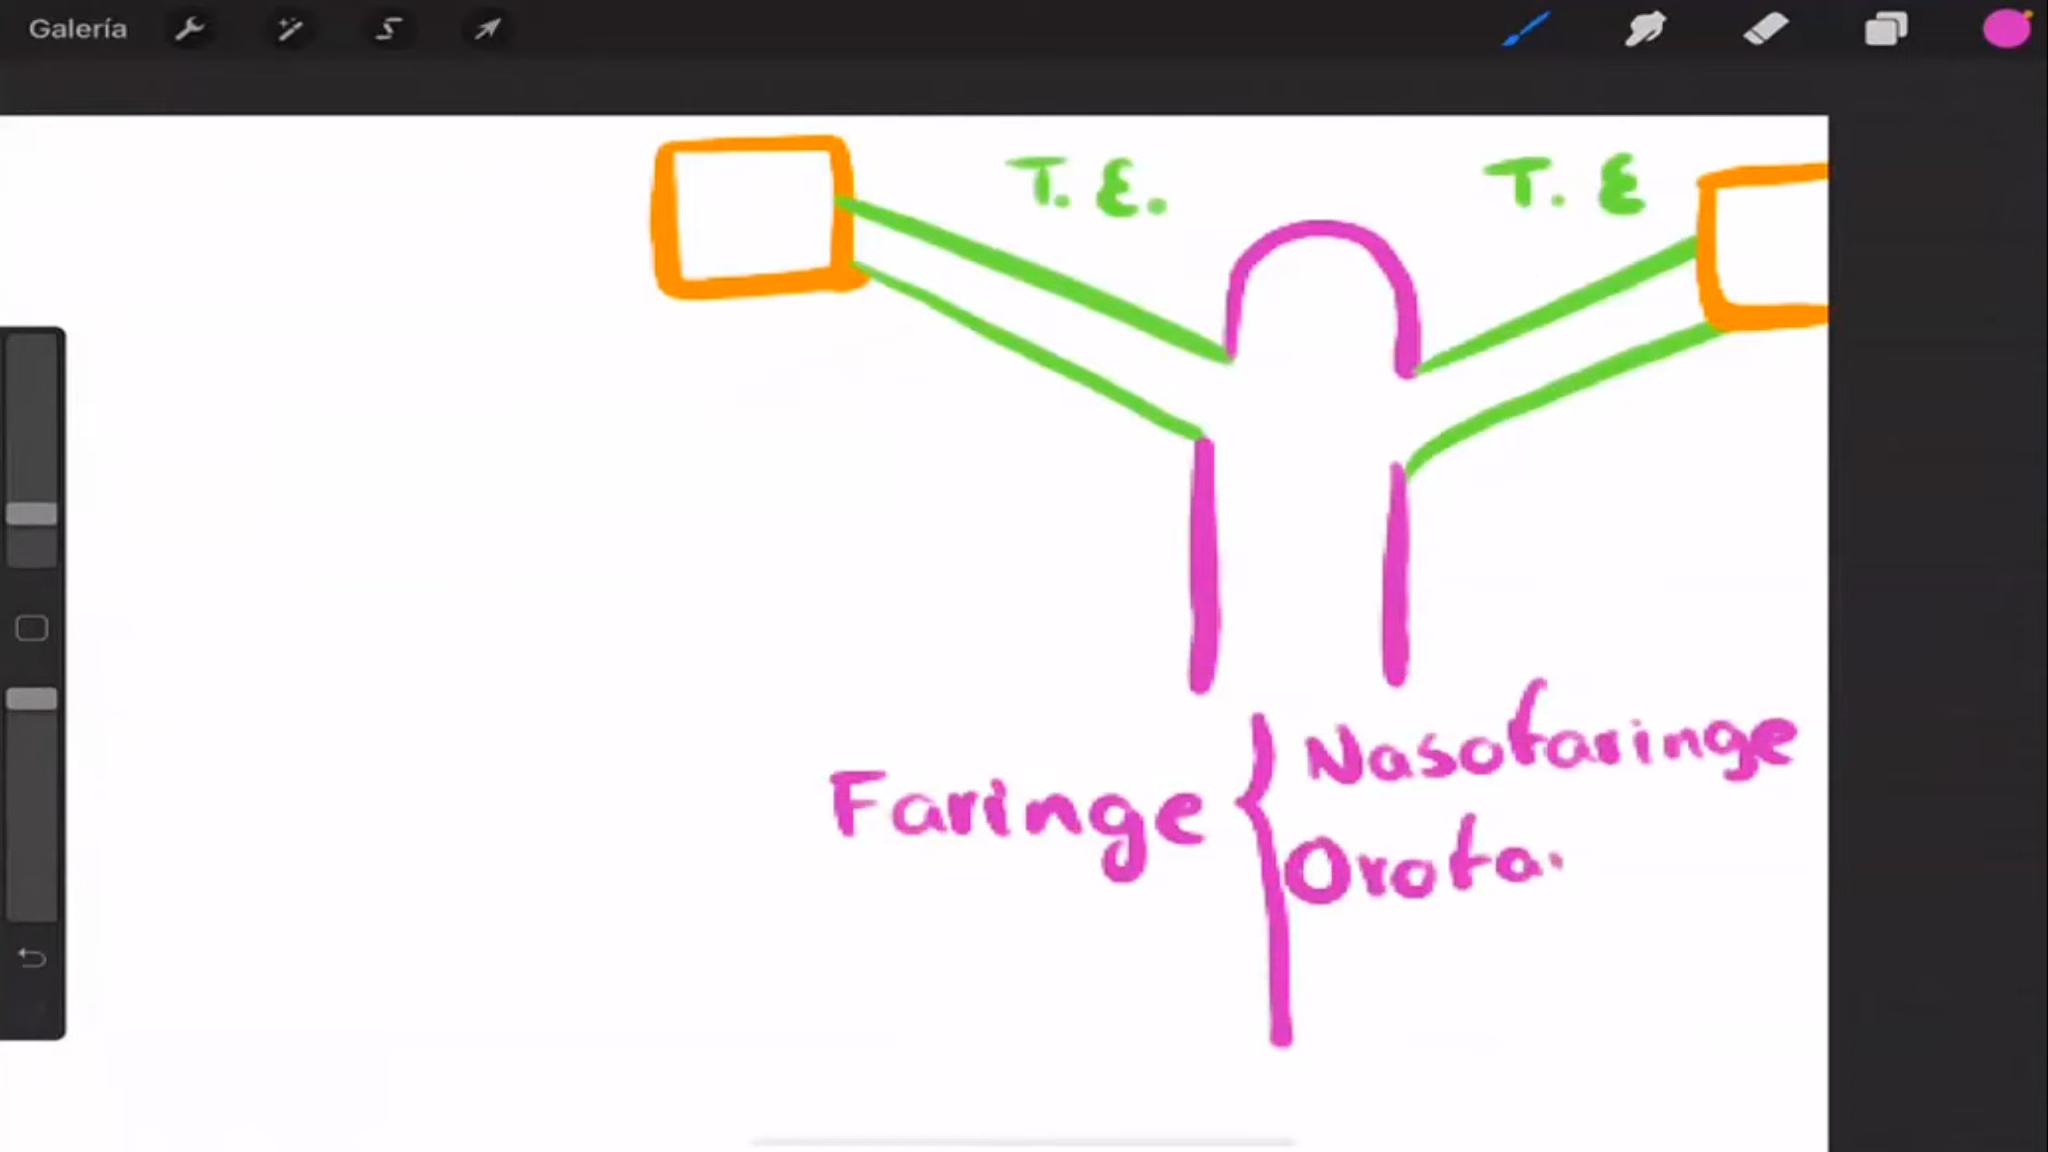 Galería
T. E.
T. E
Nasofaringe
Faringe
Orofa.